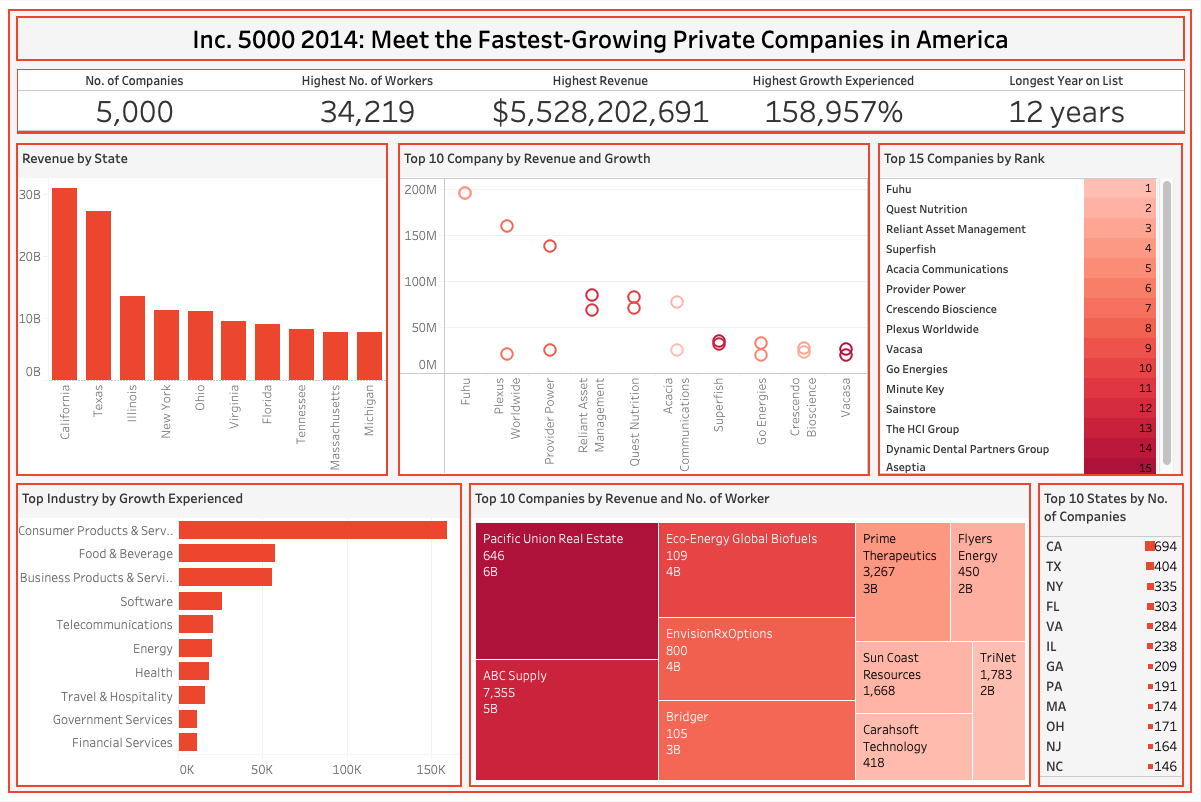 Inc. 5000 2014: Meet the Fastest-Growing Private Companies in America
No. of Companies
5,000
Highest No. of Workers
34,219
Highest Revenue
$5,528,202,691
Highest Growth Experienced
158,957%
Longest Year on List
12 years
Revenue by State
30B
20B
10B
0B
California
Texas
Illinois
New York
Ohio
Virginia
Florida
Tennessee
Massachusetts
Michigan
Top 10 Company by Revenue and Growth
200M
150M
100M
50M
0M
Fuhu
Plexus
Worldwide
Provider Power
Reliant Asset
Management
Quest Nutrition
Acacia
Communications
Superfish
Go Energies
Crescendo
Bioscience
Vacasa
Top 15 Companies by Rank
Fuhu 1
Quest Nutrition 2
Reliant Asset Management 3
Superfish 4
Acacia Communications 5
Provider Power 6
Crescendo Bioscience 7
Plexus Worldwide 8
Vacasa 9
Go Energies 10
Minute Key 11
Sainstore 12
The HCI Group 13
Dynamic Dental Partners Group 14
Aseptia 15
Top Industry by Growth Experienced
Consumer Products & Serv..
Food & Beverage
Business Products & Servi..
Software
Telecommunications
Energy
Health
Travel & Hospitality
Government Services
Financial Services
0K 50K 100K 150K
Top 10 Companies by Revenue and No. of Worker
Pacific Union Real Estate
646
6B
ABC Supply
7,355
5B
Eco-Energy Global Biofuels
109
4B
EnvisionRxOptions
800
4B
Bridger
105
3B
Prime
Therapeutics
3,267
3B
Flyers
Energy
450
2B
Sun Coast
Resources
1,668
Carahsoft
Technology
418
TriNet
1,783
2B
Top 10 States by No.
of Companies
CA 694
TX 404
NY 335
FL 303
VA 284
IL 238
GA 209
PA 191
MA 174
OH 171
NJ 164
NC 146